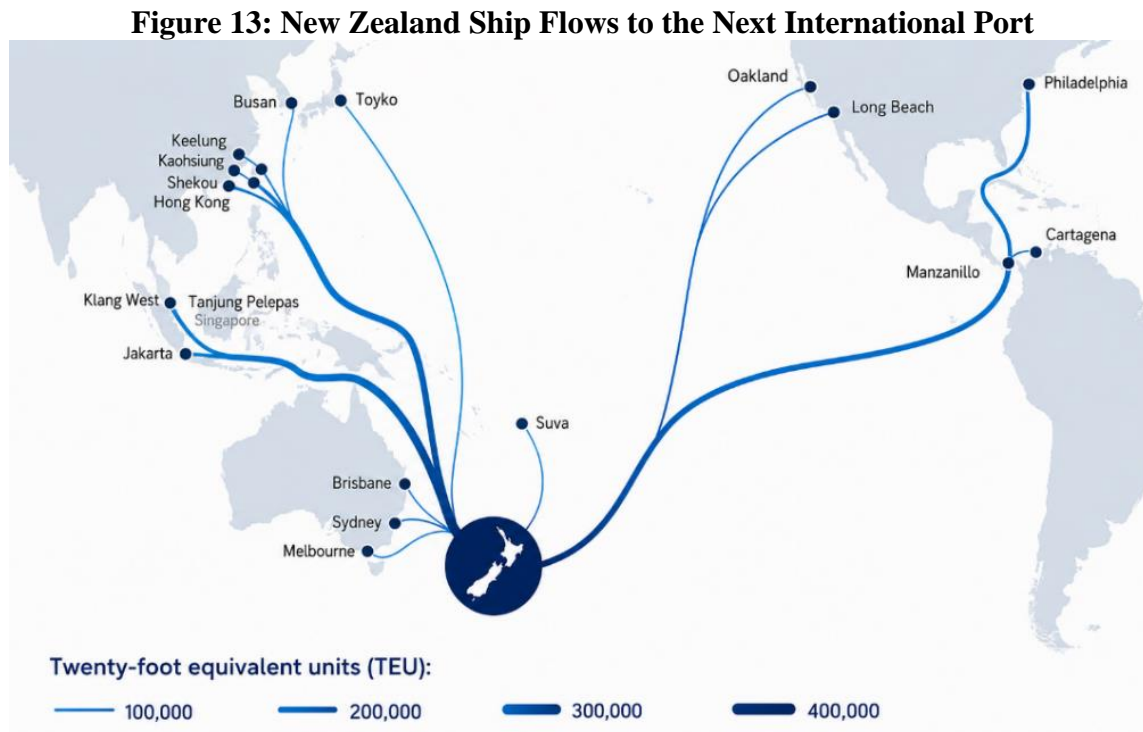 Figure 13: New Zealand Ship Flows to the Next International Port
Oakland
Philadelphia
Busan
Toyko
Long Beach
Keelung
Kaohsiung
Shekou
Hong Kong
Cartagena
Manzanillo
Klang West
Tanjung Pelepas
Singapore
Jakarta
Suva
Brisbane
Sydney
Melbourne
Twenty-foot equivalent units (TEU):
100,000 200,000 300,000 400,000